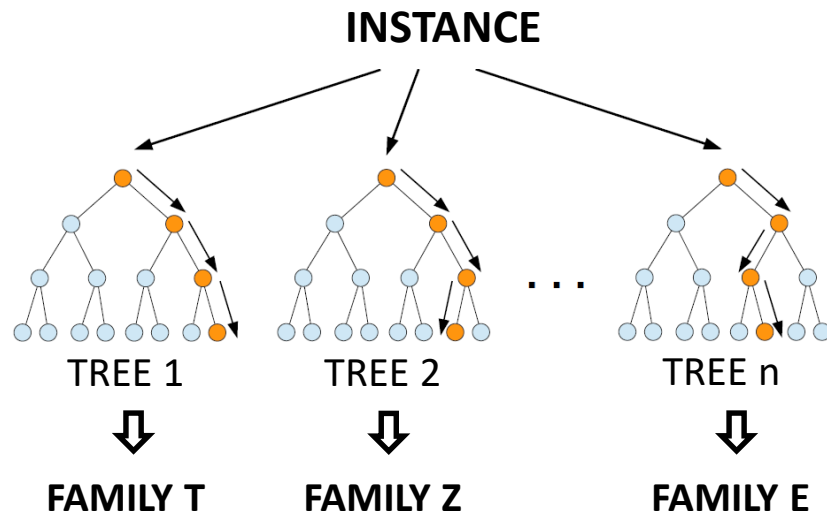 INSTANCE
. . .
TREE 1
TREE 2
TREE n
FAMILY T
FAMILY Z
FAMILY E